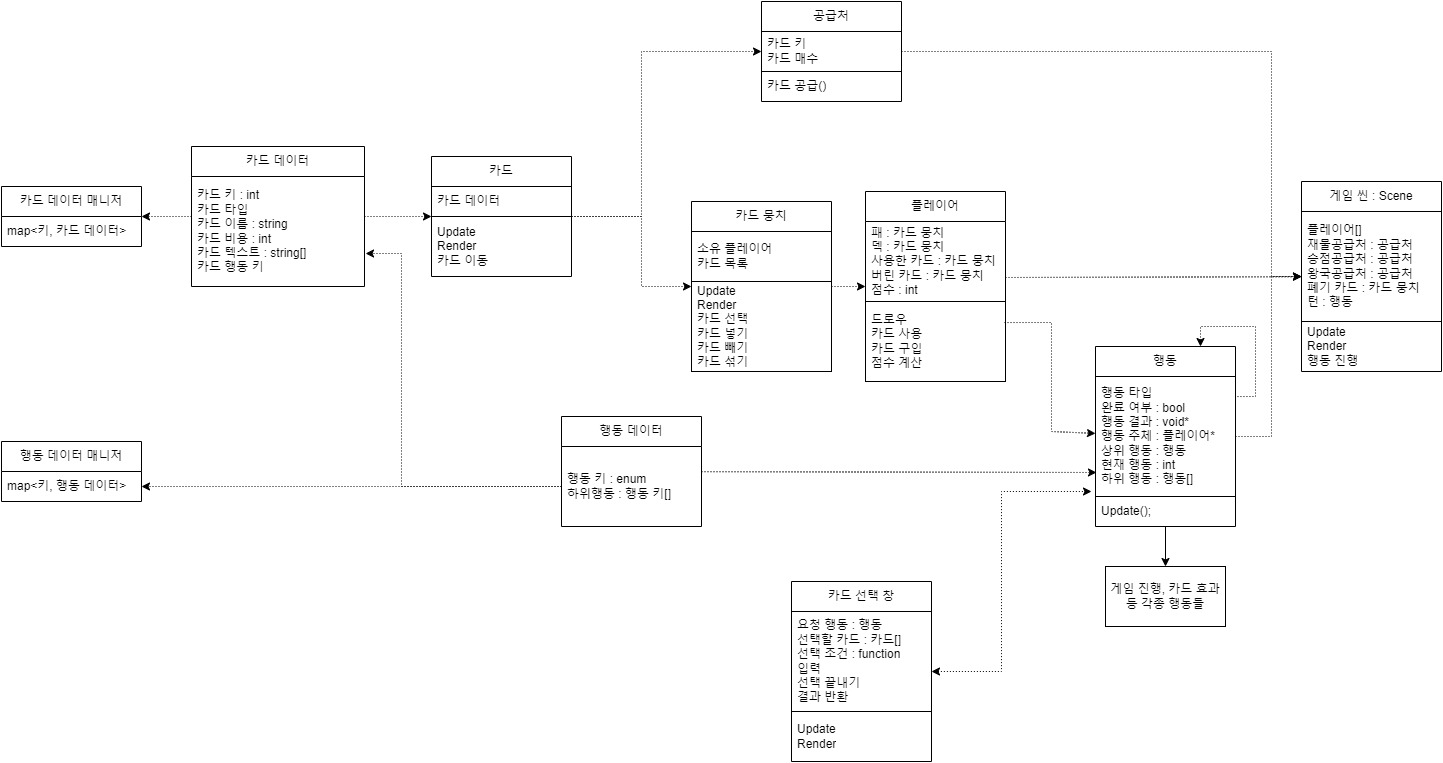 공급처
카드 키
카드 매수
카드 공급()
카드 데이터 매니저
map<키, 카드 데이터>
카드 데이터
카드 키 : int
카드 타입
카드 이름 : string
카드 비용 : int
카드 텍스트 : string[]
카드 행동 키
카드
카드 데이터
Update
Render
카드 이동
카드 뭉치
소유 플레이어
카드 목록
Update
Render
카드 선택
카드 넣기
카드 빼기
카드 섞기
플레이어
패 : 카드 뭉치
덱 : 카드 뭉치
사용한 카드 : 카드 뭉치
버린 카드 : 카드 뭉치
점수 : int
드로우
카드 사용
카드 구입
점수 계산
게임 씬 : Scene
플레이어[]
재물공급처 : 공급처
승점공급처 : 공급처
왕국공급처 : 공급처
폐기 카드 : 카드 뭉치
턴 : 행동
Update
Render
행동 진행
행동
행동 타입
완료 여부 : bool
행동 결과 : void*
행동 주체 : 플레이어*
상위 행동 : 행동
현재 행동 : int
하위 행동 : 행동[]
Update();
게임 진행, 카드 효과
등 각종 행동들
행동 데이터 매니저
map<키, 행동 데이터>
행동 데이터
행동 키 : enum
하위행동 : 행동 키[]
카드 선택 창
요청 행동 : 행동
선택할 카드 : 카드[]
선택 조건 : function
입력
선택 끝내기
결과 반환
Update
Render